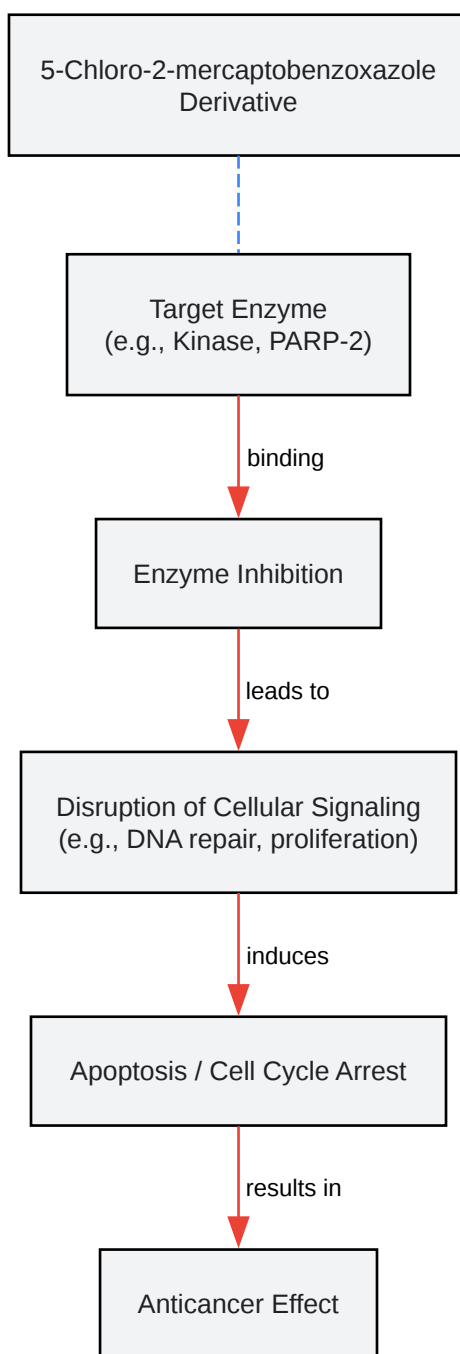 5-Chloro-2-mercaptobenzoxazole
Derivative
Target Enzyme
(e.g., Kinase, PARP-2)
binding
Enzyme Inhibition
leads to
Disruption of Cellular Signaling
(e.g., DNA repair, proliferation)
induces
Apoptosis / Cell Cycle Arrest
results in
Anticancer Effect